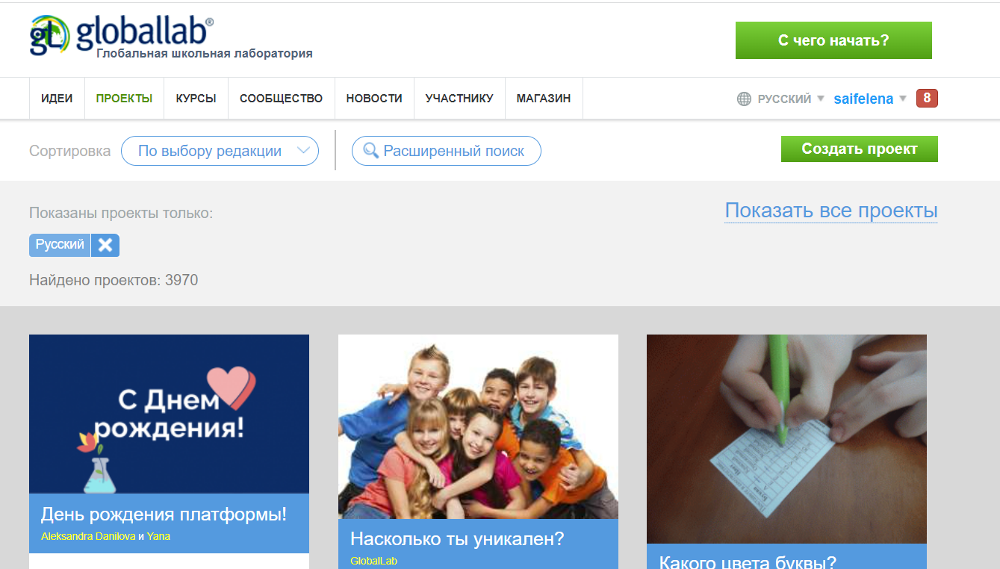 globallab®
Глобальная школьная лаборатория
С чего начать?
ИДЕИ ПРОЕКТЫ КУРСЫ СООБЩЕСТВО НОВОСТИ УЧАСТНИКУ МАГАЗИН РУССКИЙ saifelena 8
Сортировка По выбору редакции Расширенный поиск Создать проект
Показаны проекты только: Показать все проекты
Русский
Найдено проектов: 3970
С Днем
рождения!
День рождения платформы!
Aleksandra Danilova и Yana
Насколько ты уникален?
GlobalLab
Какого цвета буквы?